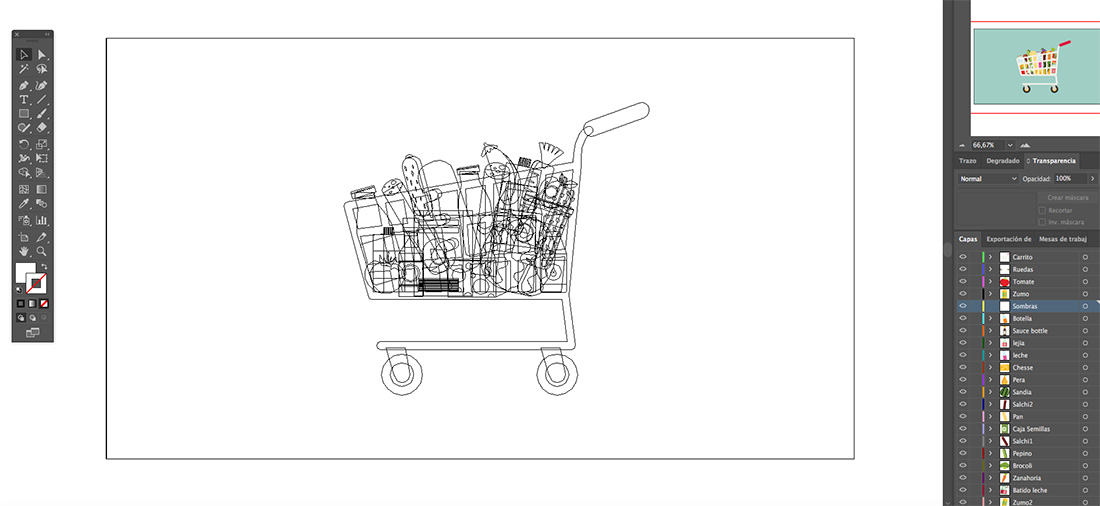 66,67%
Trazo Degradado Transparencia
Normal Opacidad: 100%
Crear máscara
Recortar
Inv. máscara
Capas Exportación de Mesas de trabaj
Carrito
Ruedas
Tomate
Zumo
Sombras
Botella
Sauce bottle
lejia
leche
Chesse
Pera
Sandia
Salchi2
Pan
Caja Semillas
Salchi1
Pepino
Brocoli
Zanahoria
Batido leche
Zumo2